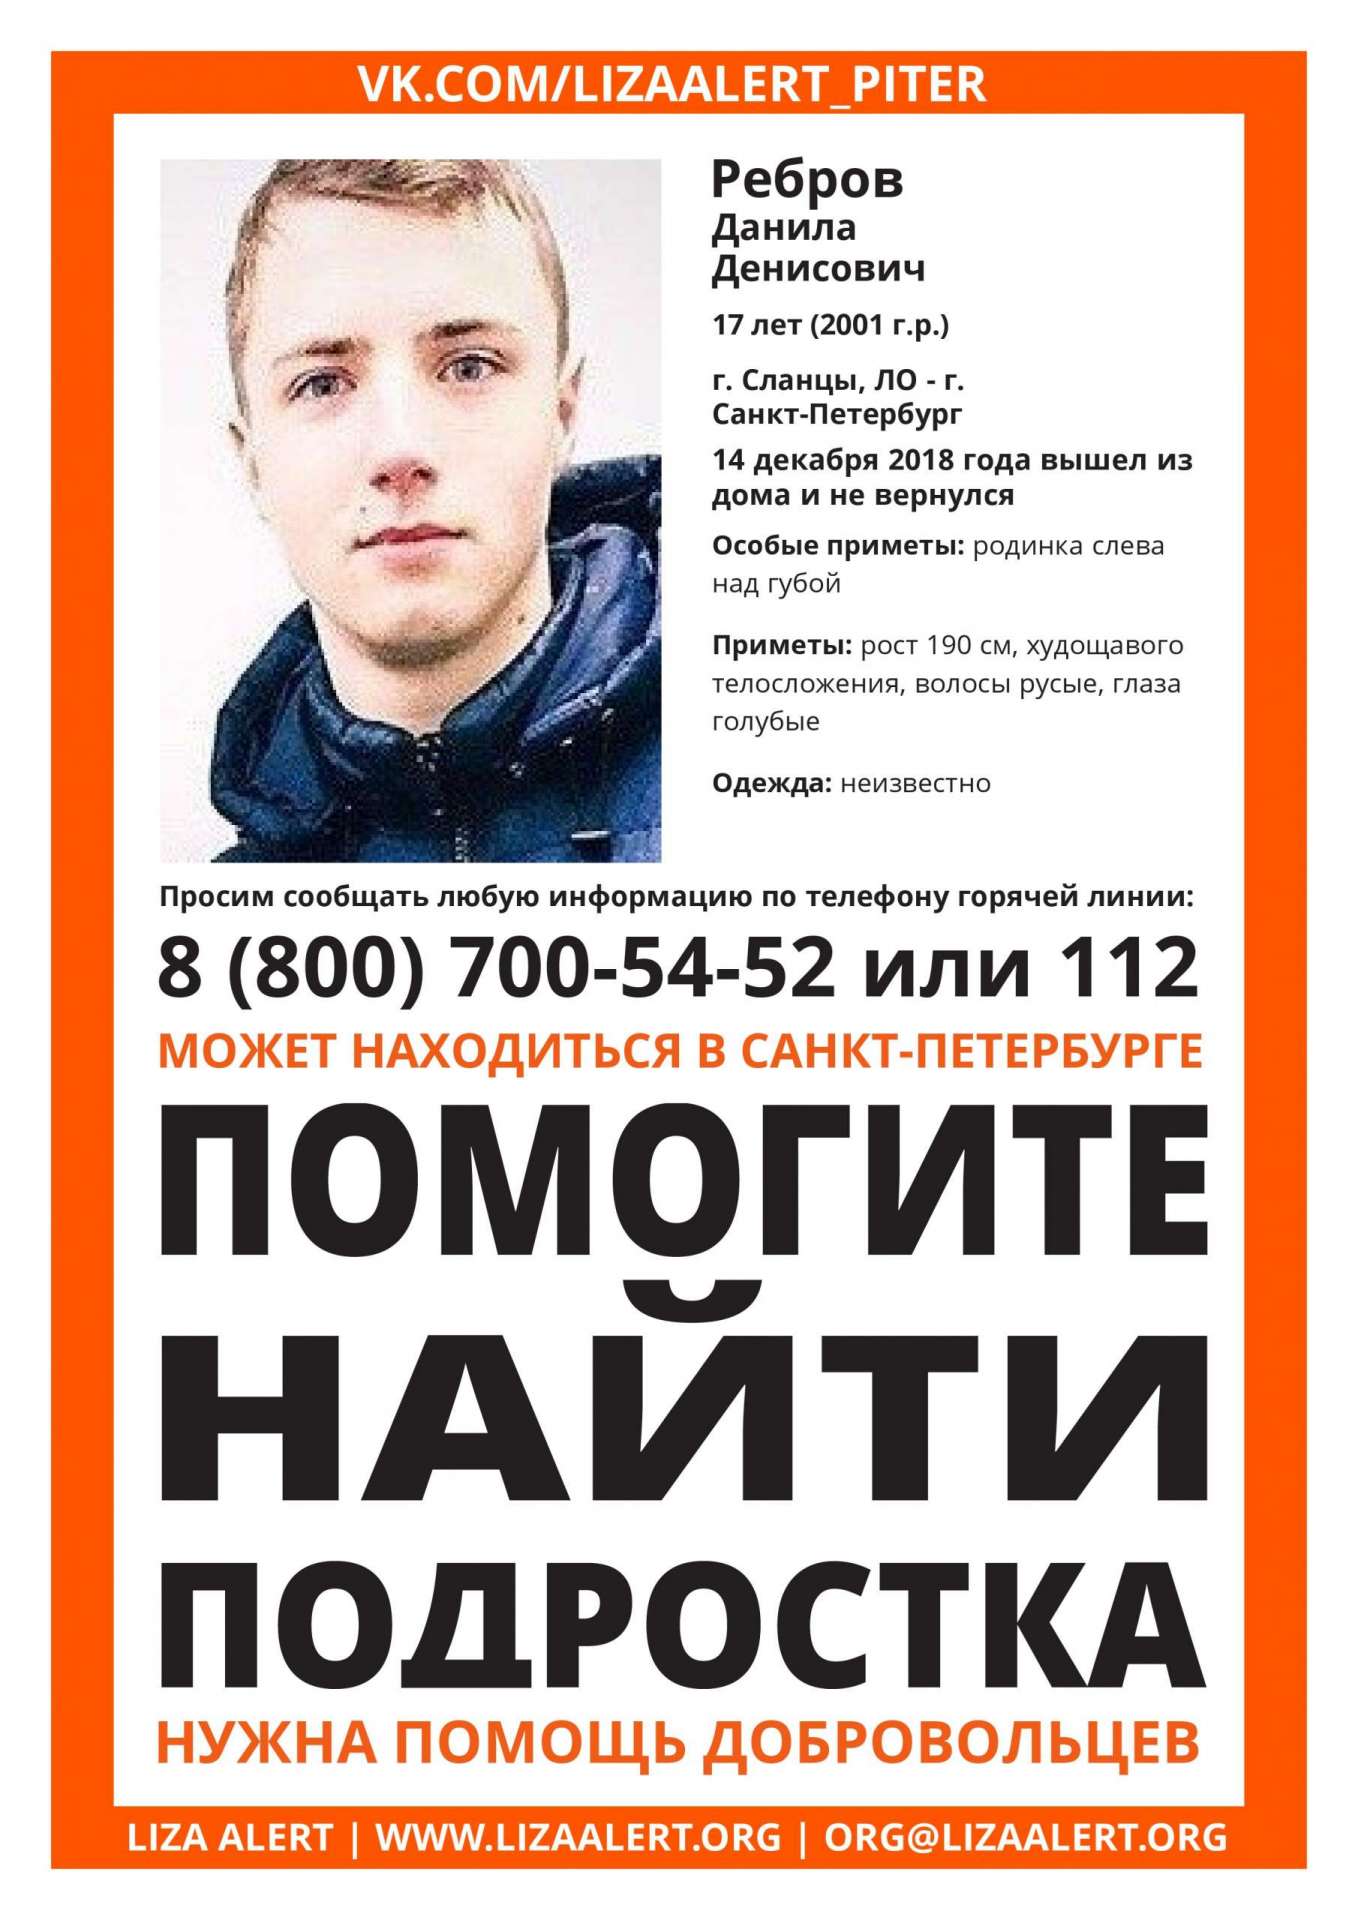 VK.COM/LIZAALERT_PITER
Ребров
Данила
Денисович
17 лет (2001 г.р.)
г. Сланцы, ЛО - г.
Санкт-Петербург
14 декабря 2018 года вышел из
дома и не вернулся
Особые приметы: родинка слева
над губой
Приметы: рост 190 см, худощавого
телосложения, волосы русые, глаза
голубые
Одежда: неизвестно
Просим сообщать любую информацию по телефону горячей линии:
8 (800) 700-54-52 или 112
МОЖЕТ НАХОДИТЬСЯ В САНКТ-ПЕТЕРБУРГЕ
ПОМОГИТЕ
НАЙТИ
ПОДРОСТКА
НУЖНА ПОМОЩЬ ДОБРОВОЛЬЦЕВ
LIZA ALERT | WWW.LIZAALERT.ORG | ORG@LIZAALERT.ORG